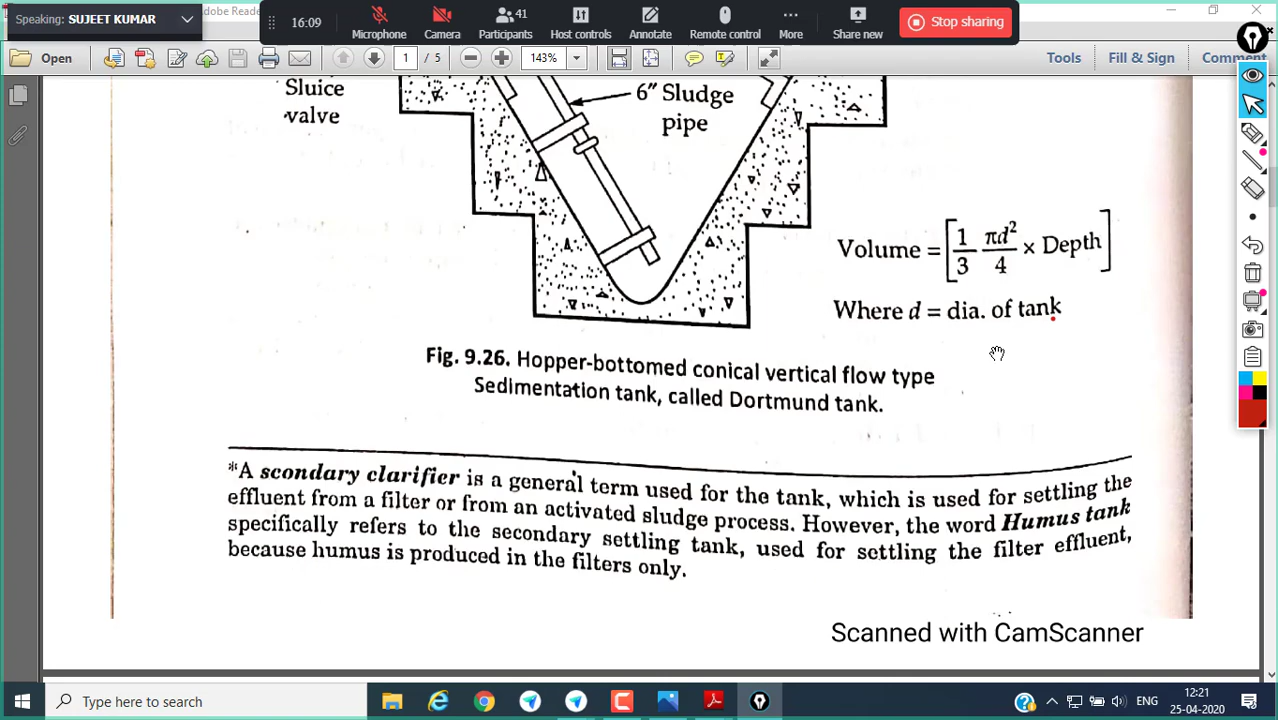 Speaking: SUJEET KUMAR
Adobe Reade
16:09
Microphone
Camera
41
Participants
Host controls
Annotate
Remote control
More
Share new
Stop sharing
Open
1 / 5
143%
Tools
Fill & Sign
Comment
Sluice
valve
6″ Sludge
pipe
Volume = [1/3 πd²/4 × Depth]
Where d = dia. of tank
Fig. 9.26. Hopper-bottomed conical vertical flow type
Sedimentation tank, called Dortmund tank.
*A scondary clarifier is a general term used for the tank, which is used for settling the
effluent from a filter or from an activated sludge process. However, the word Humus tank
specifically refers to the secondary settling tank, used for settling the filter effluent,
because humus is produced in the filters only.
Scanned with CamScanner
Type here to search
ENG
12:21
25-04-2020